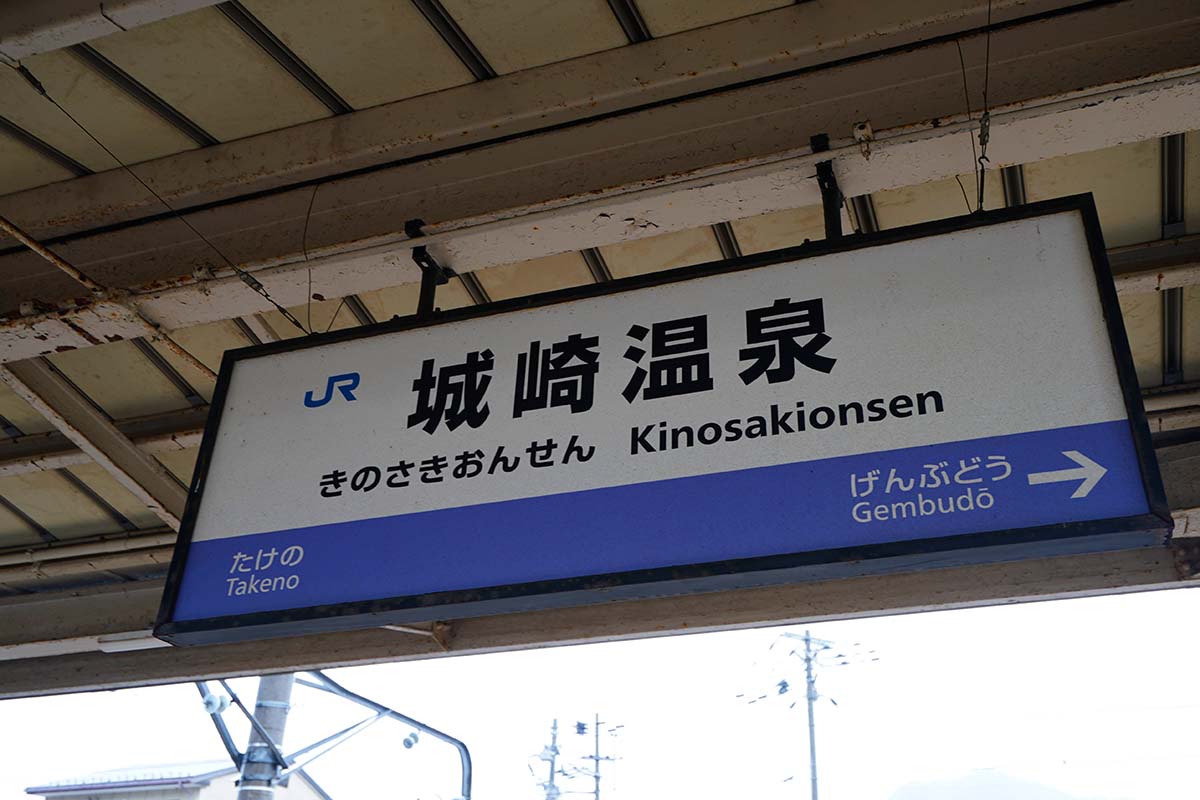 JR 城崎温泉
きのさきおんせん Kinosakionsen
たけの
Takeno
げんぶどう →
Gembudō